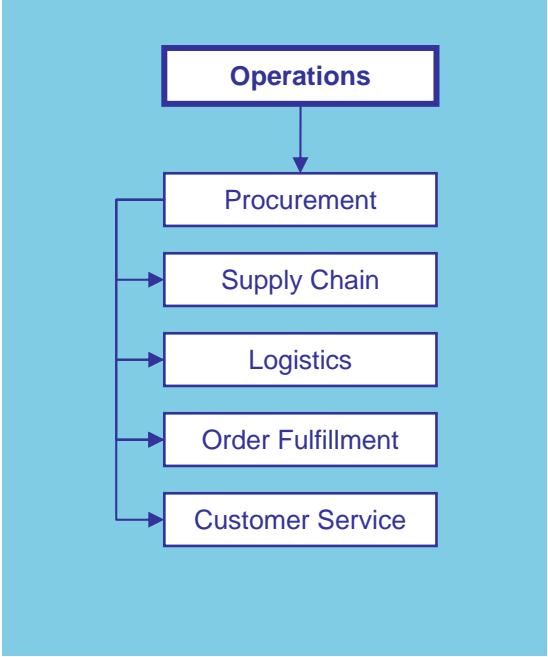 Operations
Procurement
Supply Chain
Logistics
Order Fulfillment
Customer Service